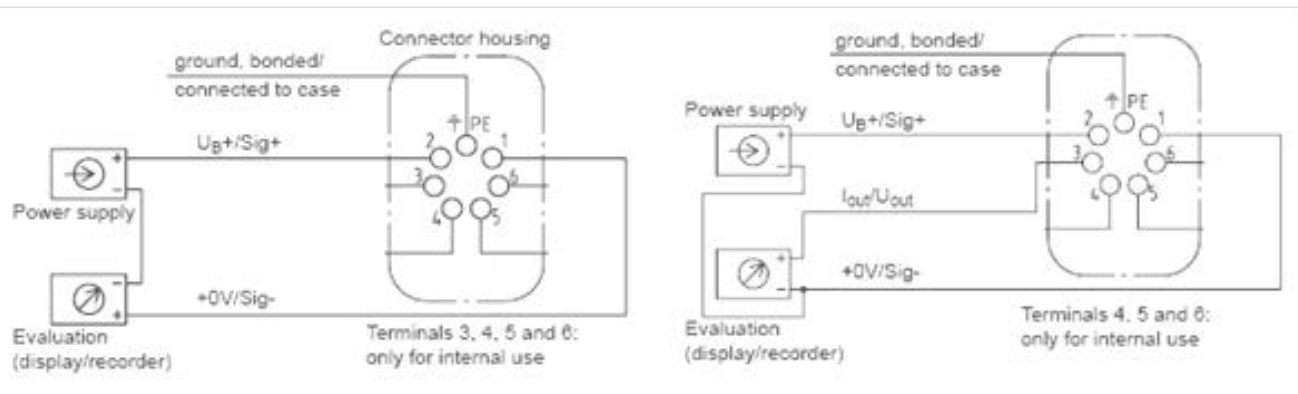 Connector housing
ground, bonded/
connected to case
↑ PE
2
1
UB+/Sig+
3
6
+
-
Power supply
4
5
-
+0V/Sig-
+
Evaluation
(display/recorder)
Terminals 3, 4, 5 and 6:
only for internal use
ground, bonded/
connected to case
↑ PE
Power supply
UB+/Sig+
2
1
+
-
3
6
4
5
Iout/Uout
+
+0V/Sig-
-
Evaluation
(display/recorder)
Terminals 4, 5 and 6:
only for internal use